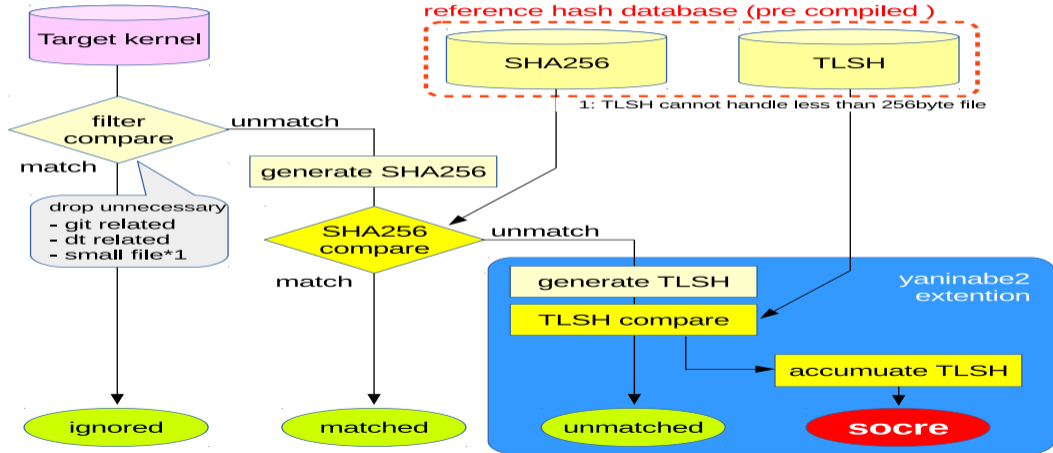 reference hash database (pre compiled )
Target kernel
SHA256
TLSH
1: TLSH cannot handle less than 256byte file
filter
compare
unmatch
match
generate SHA256
drop unnecessary
- git related
- dt related
- small file*1
SHA256
compare
unmatch
match
yaninabe2
extention
generate TLSH
TLSH compare
accumuate TLSH
ignored
matched
unmatched
socre